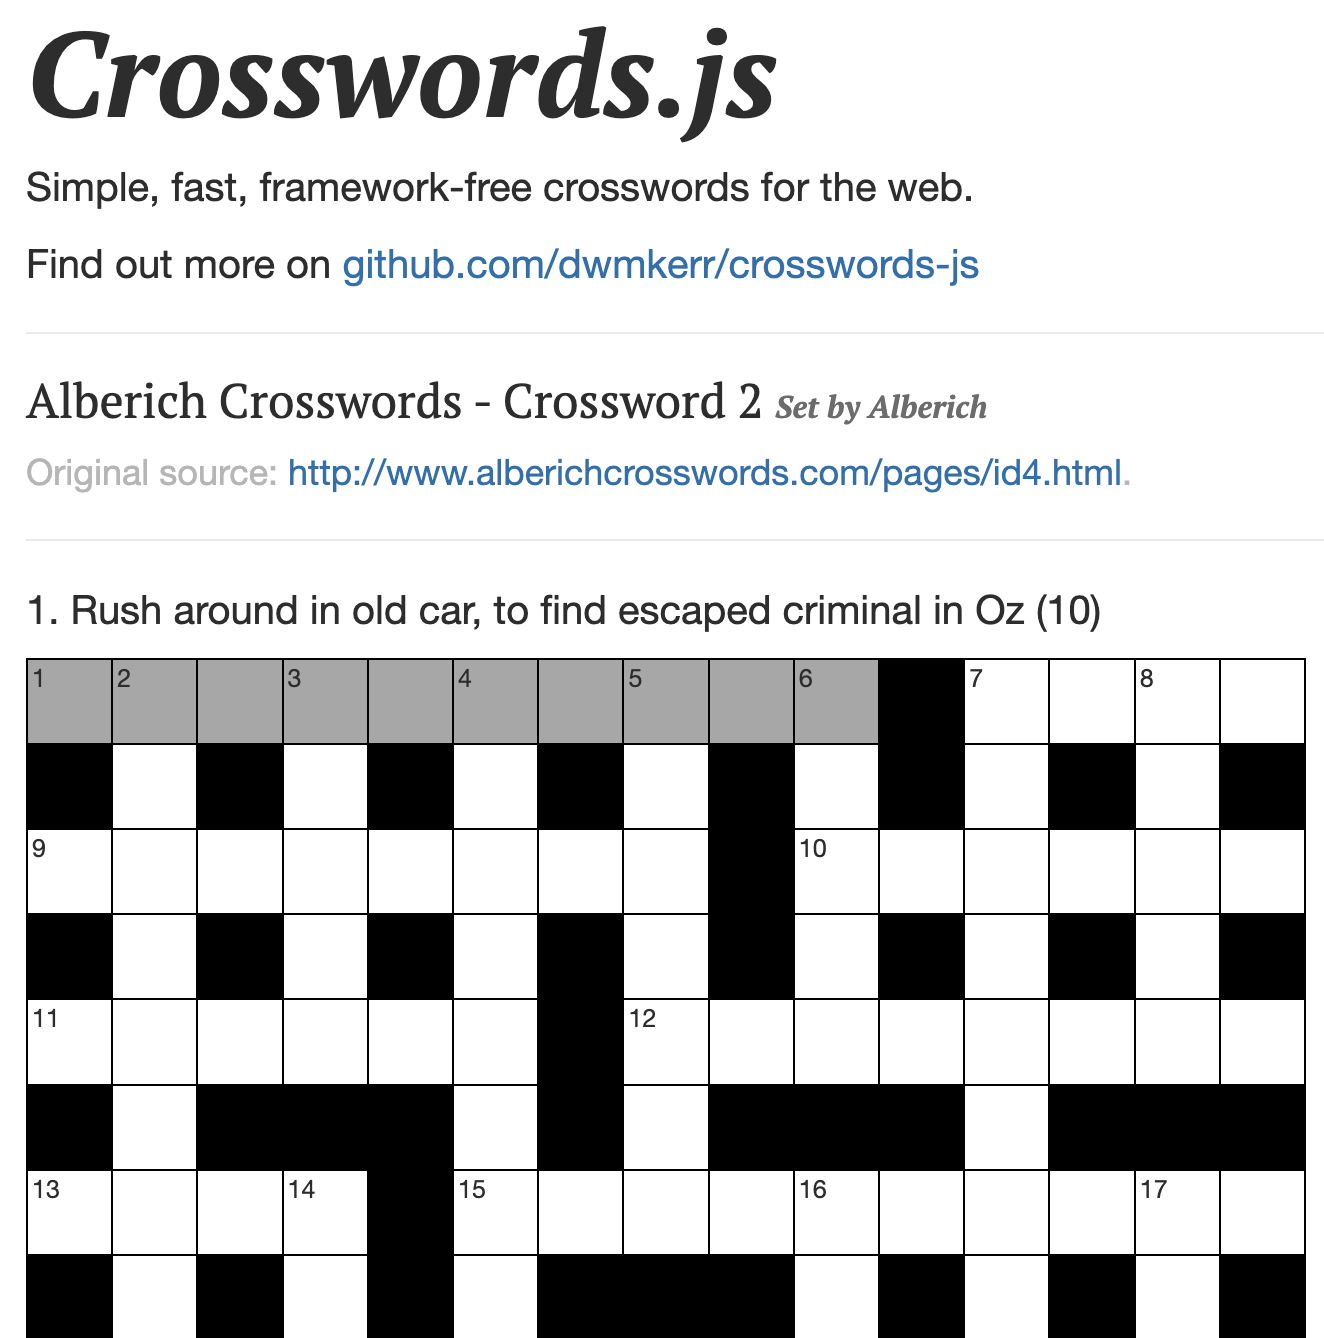 Crosswords.js
Simple, fast, framework-free crosswords for the web.
Find out more on github.com/dwmkerr/crosswords-js
Alberich Crosswords - Crossword 2 Set by Alberich
Original source: http://www.alberichcrosswords.com/pages/id4.html.
1. Rush around in old car, to find escaped criminal in Oz (10)
1 2 3 4 5 6 7 8
9 10
11 12
13 14 15 16 17